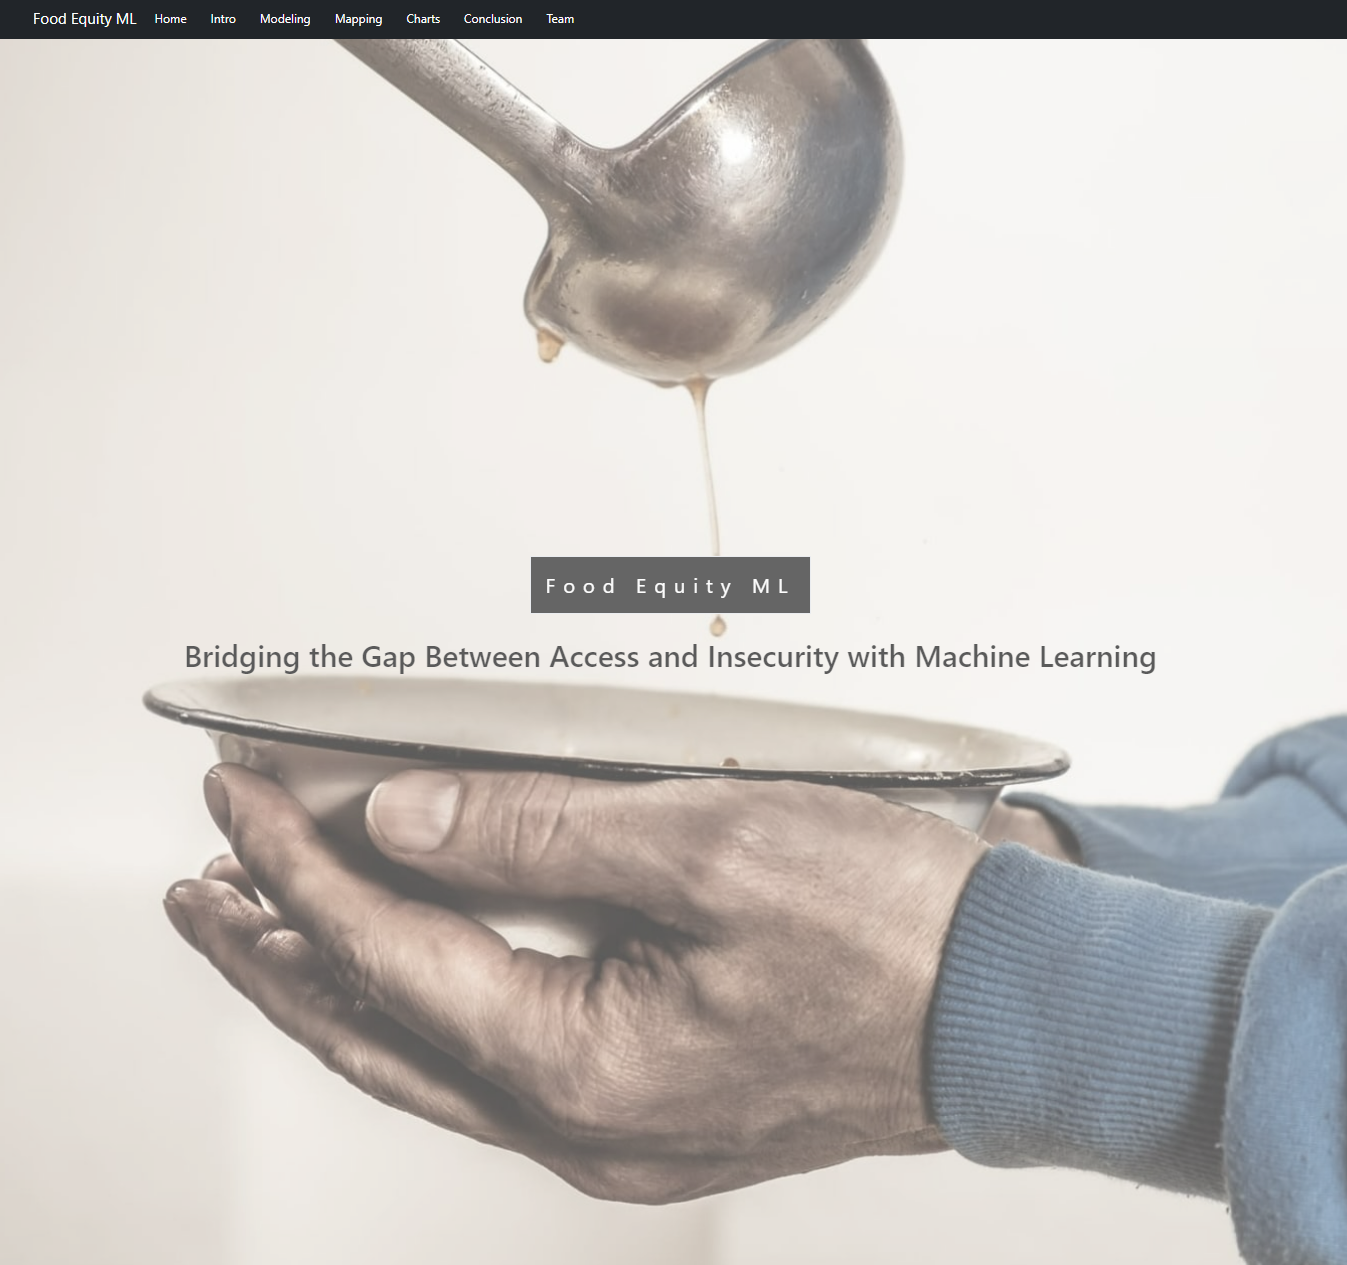 Food Equity ML Home Intro Modeling Mapping Charts Conclusion Team
Food Equity ML
Bridging the Gap Between Access and Insecurity with Machine Learning